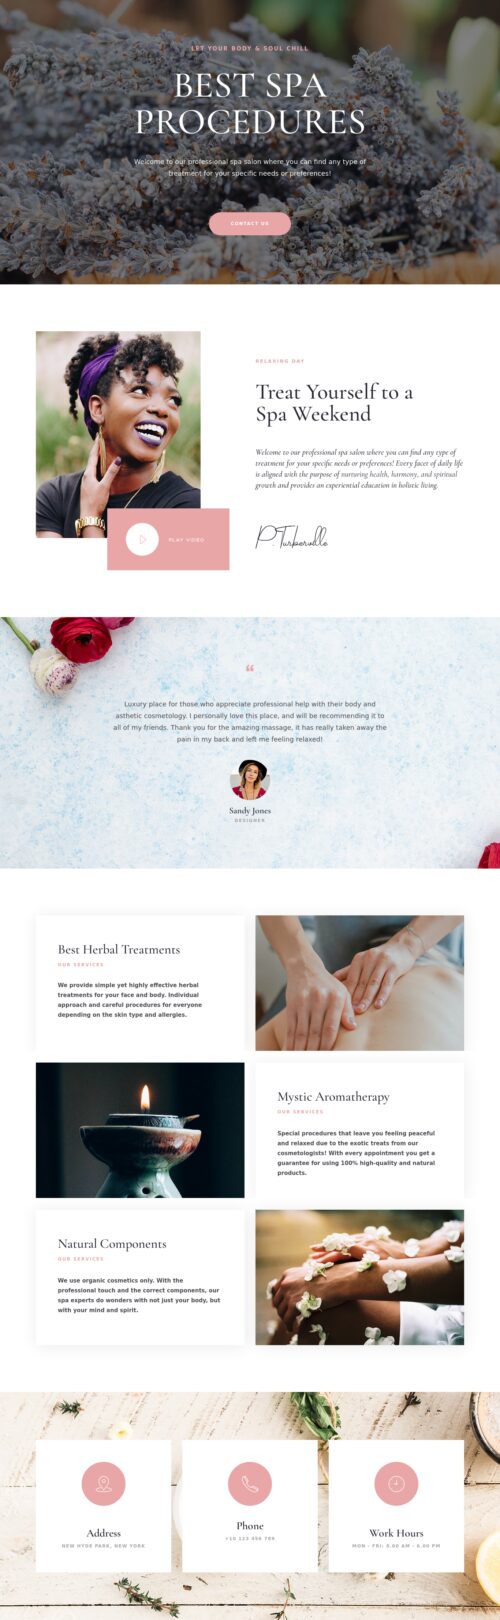 LET YOUR BODY & SOUL CHILL
BEST SPA
PROCEDURES
Welcome to our professional spa salon where you can find any type of
treatment for your specific needs or preferences!
CONTACT US
RELAXING DAY
Treat Yourself to a
Spa Weekend
Welcome to our professional spa salon where you can find any type of
treatment for your specific needs or preferences! Every facet of daily life
is aligned with the purpose of nurturing health, harmony, and spiritual
growth and provides an experiential education in holistic living.
P. Turberville
PLAY VIDEO
“
Luxury place for those who appreciate professional help with their body and
asthetic cosmetology. I personally love this place, and will be recommending it to
all of my friends. Thank you for the amazing massage, it has really taken away the
pain in my back and left me feeling relaxed!
Sandy Jones
DESIGNER
Best Herbal Treatments
OUR SERVICES
We provide simple yet highly effective herbal
treatments for your face and body. Individual
approach and careful procedures for everyone
depending on the skin type and allergies.
Mystic Aromatherapy
OUR SERVICES
Special procedures that leave you feeling peaceful
and relaxed due to the exotic treats from our
cosmetologists! With every appointment you get a
guarantee for using 100% high-quality and natural
products.
Natural Components
OUR SERVICES
We use organic cosmetics only. With the
professional touch and the correct components, our
spa experts do wonders with not just your body, but
with your mind and spirit.
Address
NEW HYDE PARK, NEW YORK
Phone
+10 123 456 789
Work Hours
MON - FRI: 8.00 AM - 6.00 PM